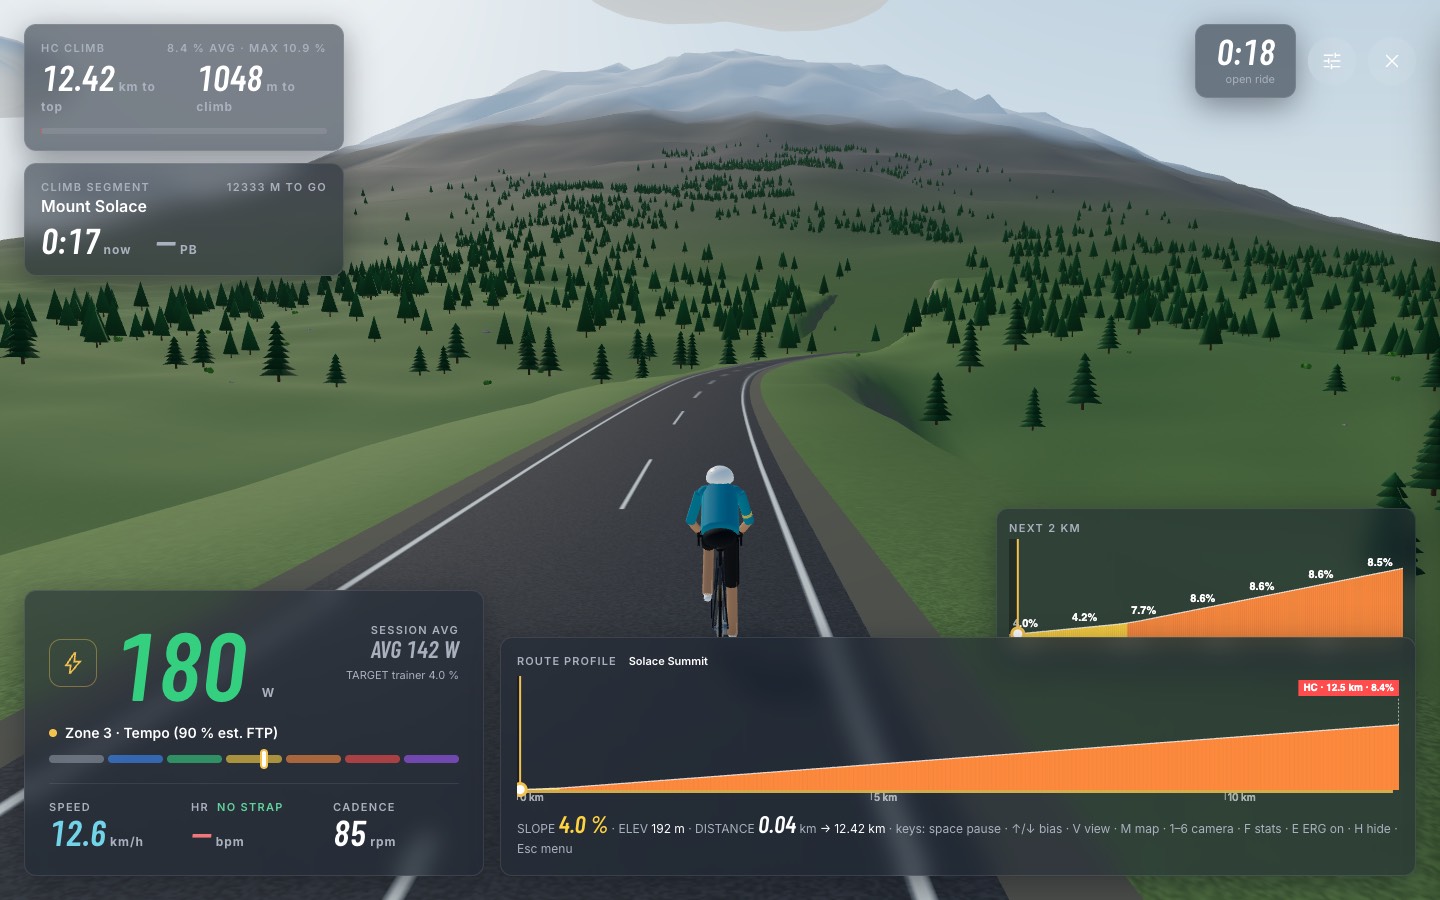 HC CLIMB 8.4 % AVG · MAX 10.9 %
12.42 km to top 1048 m to climb
CLIMB SEGMENT 12333 M TO GO
Mount Solace
0:17 now — PB
0:18
open ride
NEXT 2 KM
4.0% 4.2% 7.7% 8.6% 8.6% 8.6% 8.5%
180 W
SESSION AVG
AVG 142 W
TARGET trainer 4.0 %
Zone 3 · Tempo (90 % est. FTP)
SPEED HR NO STRAP CADENCE
12.6 km/h — bpm 85 rpm
ROUTE PROFILE Solace Summit
HC · 12.5 km · 8.4%
0 km 5 km 10 km
SLOPE 4.0 % · ELEV 192 m · DISTANCE 0.04 km → 12.42 km · keys: space pause · ↑/↓ bias · V view · M map · 1–6 camera · F stats · E ERG on · H hide ·
Esc menu